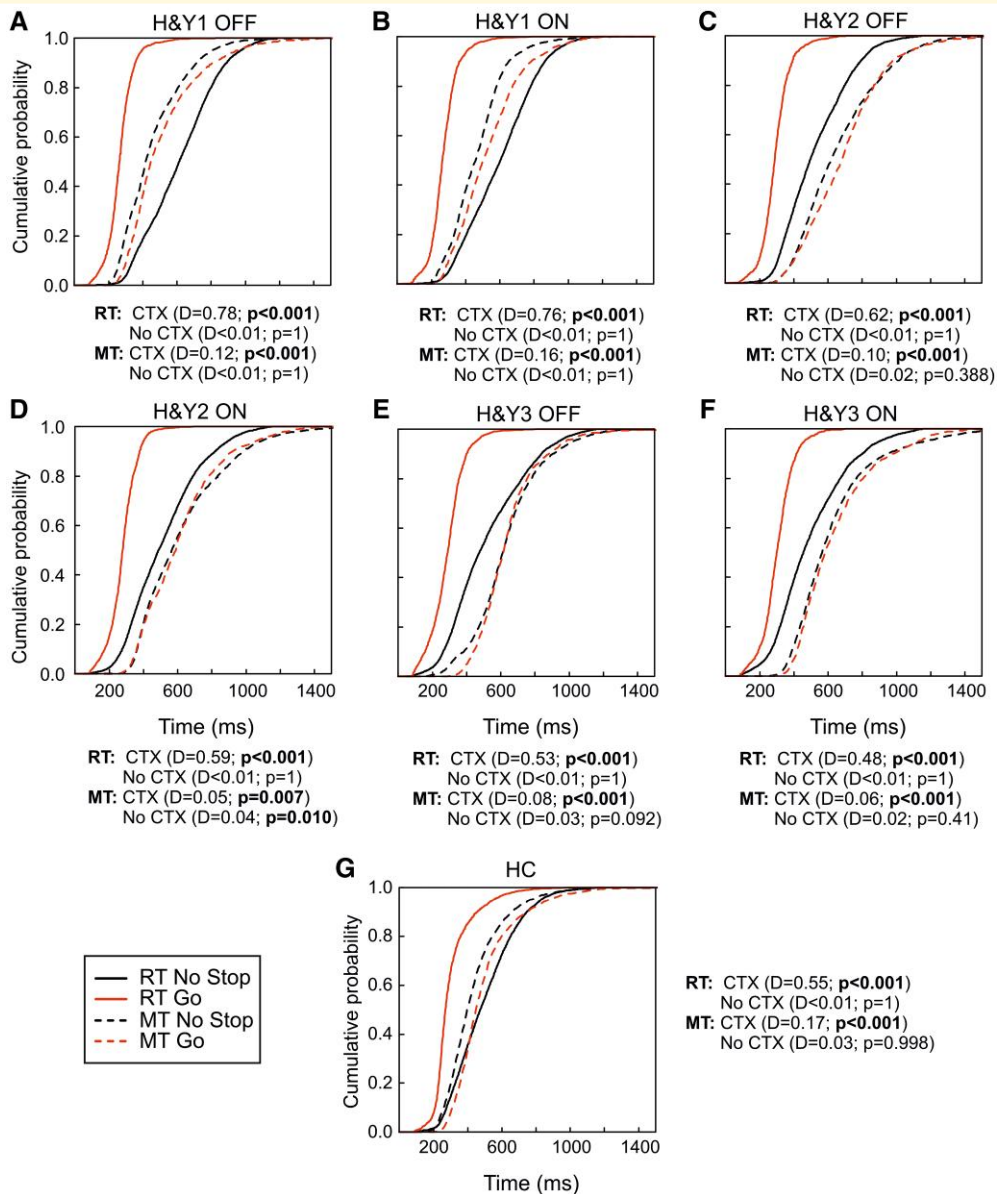 A
H&Y1 OFF
B
H&Y1 ON
C
H&Y2 OFF
Cumulative probability
1.0
0.8
0.6
0.4
0.2
0.0
RT: CTX (D=0.78; p<0.001)
No CTX (D<0.01; p=1)
MT: CTX (D=0.12; p<0.001)
No CTX (D<0.01; p=1)
RT: CTX (D=0.76; p<0.001)
No CTX (D<0.01; p=1)
MT: CTX (D=0.16; p<0.001)
No CTX (D<0.01; p=1)
RT: CTX (D=0.62; p<0.001)
No CTX (D<0.01; p=1)
MT: CTX (D=0.10; p<0.001)
No CTX (D=0.02; p=0.388)
D
H&Y2 ON
E
H&Y3 OFF
F
H&Y3 ON
Cumulative probability
1.0
0.8
0.6
0.4
0.2
0.0
200 600 1000 1400
200 600 1000 1400
200 600 1000 1400
Time (ms)
Time (ms)
Time (ms)
RT: CTX (D=0.59; p<0.001)
No CTX (D<0.01; p=1)
MT: CTX (D=0.05; p=0.007)
No CTX (D=0.04; p=0.010)
RT: CTX (D=0.53; p<0.001)
No CTX (D<0.01; p=1)
MT: CTX (D=0.08; p<0.001)
No CTX (D=0.03; p=0.092)
RT: CTX (D=0.48; p<0.001)
No CTX (D<0.01; p=1)
MT: CTX (D=0.06; p<0.001)
No CTX (D=0.02; p=0.41)
G
HC
Cumulative probability
1.0
0.8
0.6
0.4
0.2
0.0
200 600 1000 1400
Time (ms)
RT No Stop
RT Go
MT No Stop
MT Go
RT: CTX (D=0.55; p<0.001)
No CTX (D<0.01; p=1)
MT: CTX (D=0.17; p<0.001)
No CTX (D=0.03; p=0.998)